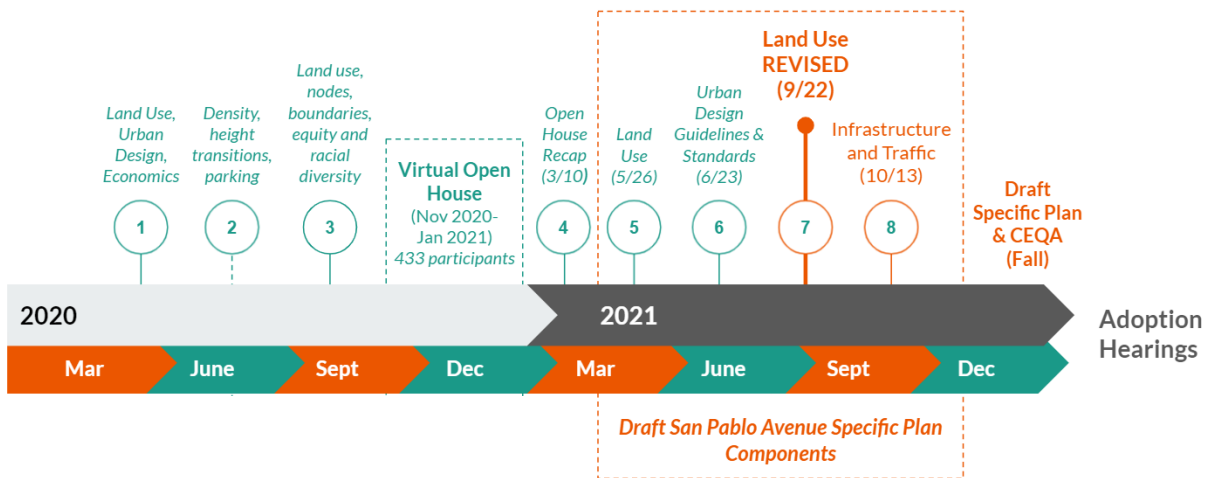 Land Use,
Urban
Design,
Economics
1
Density,
height
transitions,
parking
2
Land use,
nodes,
boundaries,
equity and
racial
diversity
3
Virtual Open
House
(Nov 2020-
Jan 2021)
433 participants
Open
House
Recap
(3/10)
4
Land
Use
(5/26)
5
Urban
Design
Guidelines &
Standards
(6/23)
6
Land Use
REVISED
(9/22)
7
Infrastructure
and Traffic
(10/13)
8
Draft
Specific Plan
& CEQA
(Fall)
2020
2021
Mar
June
Sept
Dec
Mar
June
Sept
Dec
Adoption
Hearings
Draft San Pablo Avenue Specific Plan
Components